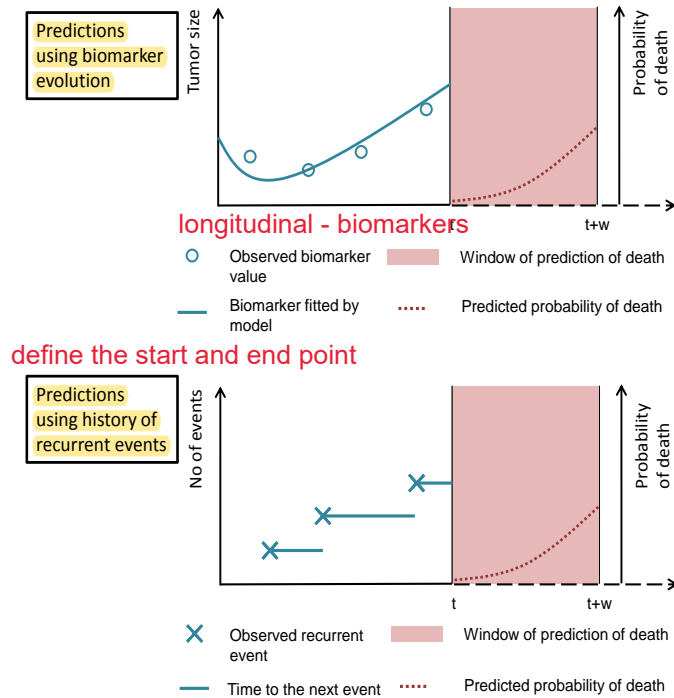 Predictions
using biomarker
evolution
Tumor size
Probability
of death
longitudinal - biomarkers
t
t+w
Observed biomarker
value
Window of prediction of death
Biomarker fitted by
model
Predicted probability of death
define the start and end point
Predictions
using history of
recurrent events
No of events
Probability
of death
t
t+w
Observed recurrent
event
Window of prediction of death
Time to the next event
Predicted probability of death